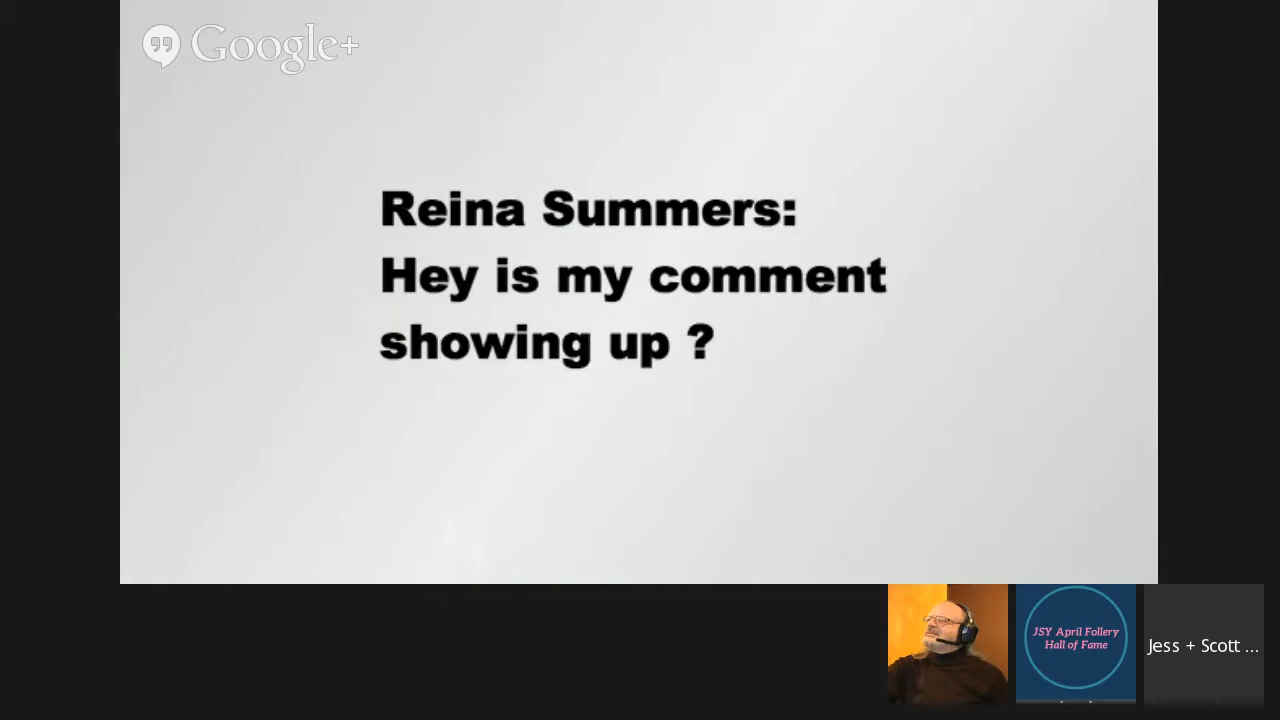 Google+
Reina Summers:
Hey is my comment
showing up ?
JSY April Follery
Hall of Fame
Jess + Scott ...